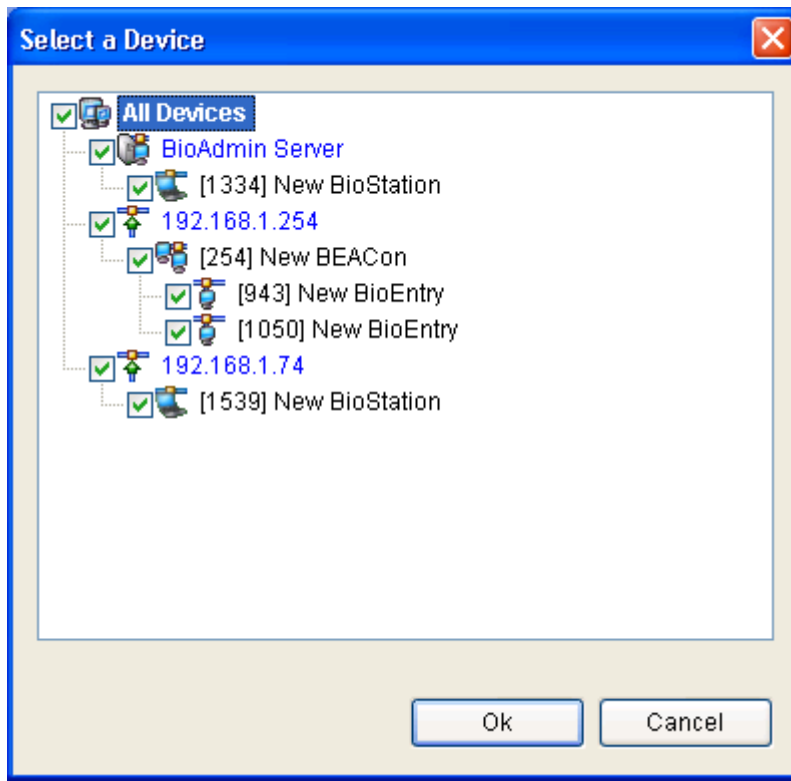 Select a Device
All Devices
BioAdmin Server
[1334] New BioStation
192.168.1.254
[254] New BEACon
[943] New BioEntry
[1050] New BioEntry
192.168.1.74
[1539] New BioStation
Ok Cancel